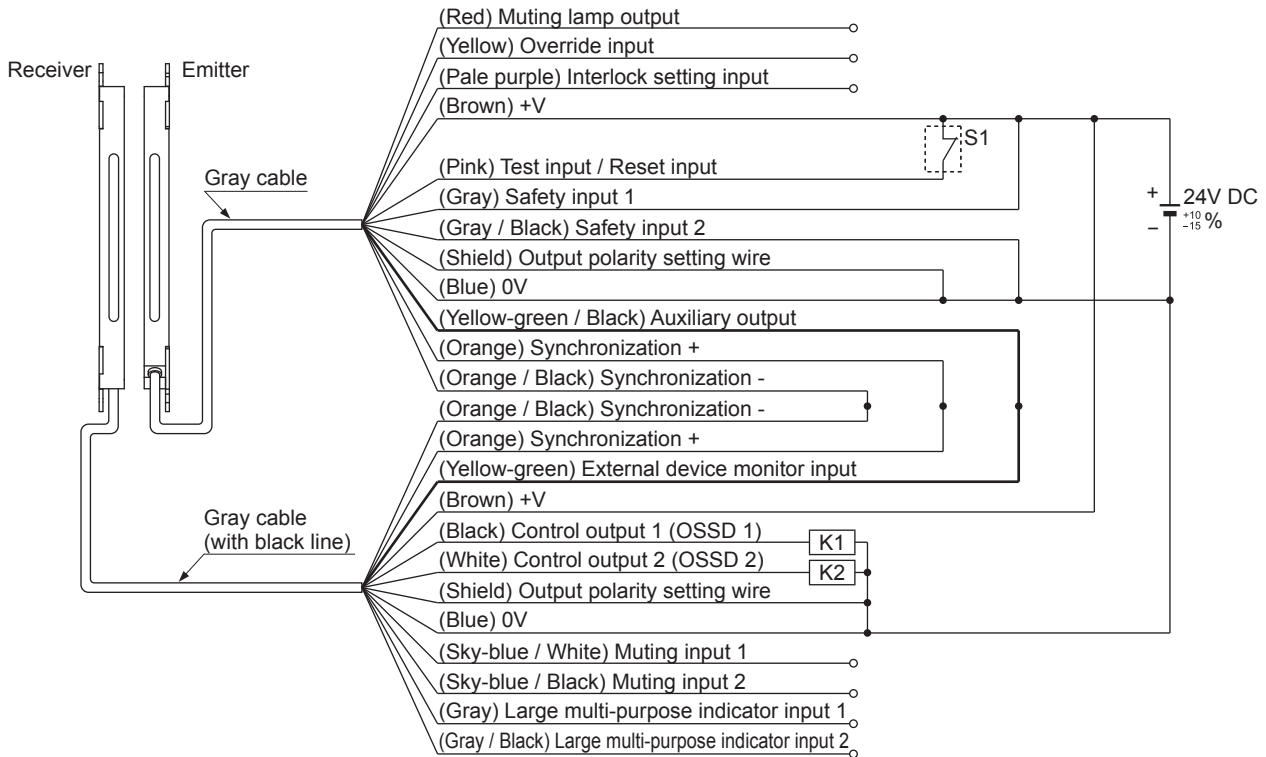 (Red) Muting lamp output
(Yellow) Override input
Receiver
Emitter
(Pale purple) Interlock setting input
(Brown) +V
S1
(Pink) Test input / Reset input
Gray cable
(Gray) Safety input 1
+
24V DC
+10
-15 %
−
(Gray / Black) Safety input 2
(Shield) Output polarity setting wire
(Blue) 0V
(Yellow-green / Black) Auxiliary output
(Orange) Synchronization +
(Orange / Black) Synchronization -
(Orange / Black) Synchronization -
(Orange) Synchronization +
(Yellow-green) External device monitor input
(Brown) +V
Gray cable
(with black line)
(Black) Control output 1 (OSSD 1)
K1
(White) Control output 2 (OSSD 2)
K2
(Shield) Output polarity setting wire
(Blue) 0V
(Sky-blue / White) Muting input 1
(Sky-blue / Black) Muting input 2
(Gray) Large multi-purpose indicator input 1
(Gray / Black) Large multi-purpose indicator input 2